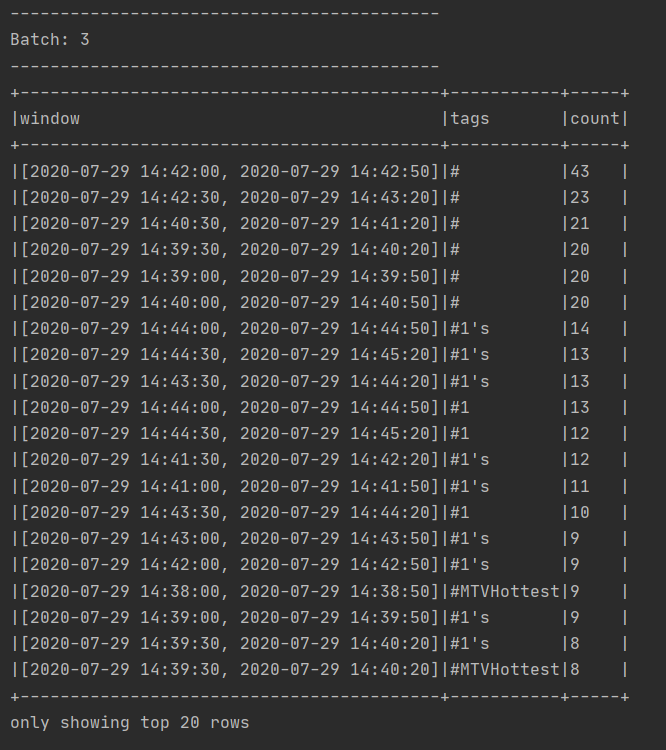 -------------------------------------------
Batch: 3
-------------------------------------------
+------------------------------------------+-----------+-----+
|window                                    |tags       |count|
+------------------------------------------+-----------+-----+
|[2020-07-29 14:42:00, 2020-07-29 14:42:50]|#          |43   |
|[2020-07-29 14:42:30, 2020-07-29 14:43:20]|#          |23   |
|[2020-07-29 14:40:30, 2020-07-29 14:41:20]|#          |21   |
|[2020-07-29 14:39:30, 2020-07-29 14:40:20]|#          |20   |
|[2020-07-29 14:39:00, 2020-07-29 14:39:50]|#          |20   |
|[2020-07-29 14:40:00, 2020-07-29 14:40:50]|#          |20   |
|[2020-07-29 14:44:00, 2020-07-29 14:44:50]|#1's       |14   |
|[2020-07-29 14:44:30, 2020-07-29 14:45:20]|#1's       |13   |
|[2020-07-29 14:43:30, 2020-07-29 14:44:20]|#1's       |13   |
|[2020-07-29 14:44:00, 2020-07-29 14:44:50]|#1         |13   |
|[2020-07-29 14:44:30, 2020-07-29 14:45:20]|#1         |12   |
|[2020-07-29 14:41:30, 2020-07-29 14:42:20]|#1's       |12   |
|[2020-07-29 14:41:00, 2020-07-29 14:41:50]|#1's       |11   |
|[2020-07-29 14:43:30, 2020-07-29 14:44:20]|#1         |10   |
|[2020-07-29 14:43:00, 2020-07-29 14:43:50]|#1's       |9    |
|[2020-07-29 14:42:00, 2020-07-29 14:42:50]|#1's       |9    |
|[2020-07-29 14:38:00, 2020-07-29 14:38:50]|#MTVHottest|9    |
|[2020-07-29 14:39:00, 2020-07-29 14:39:50]|#1's       |9    |
|[2020-07-29 14:39:30, 2020-07-29 14:40:20]|#1's       |8    |
|[2020-07-29 14:39:30, 2020-07-29 14:40:20]|#MTVHottest|8    |
+------------------------------------------+-----------+-----+
only showing top 20 rows